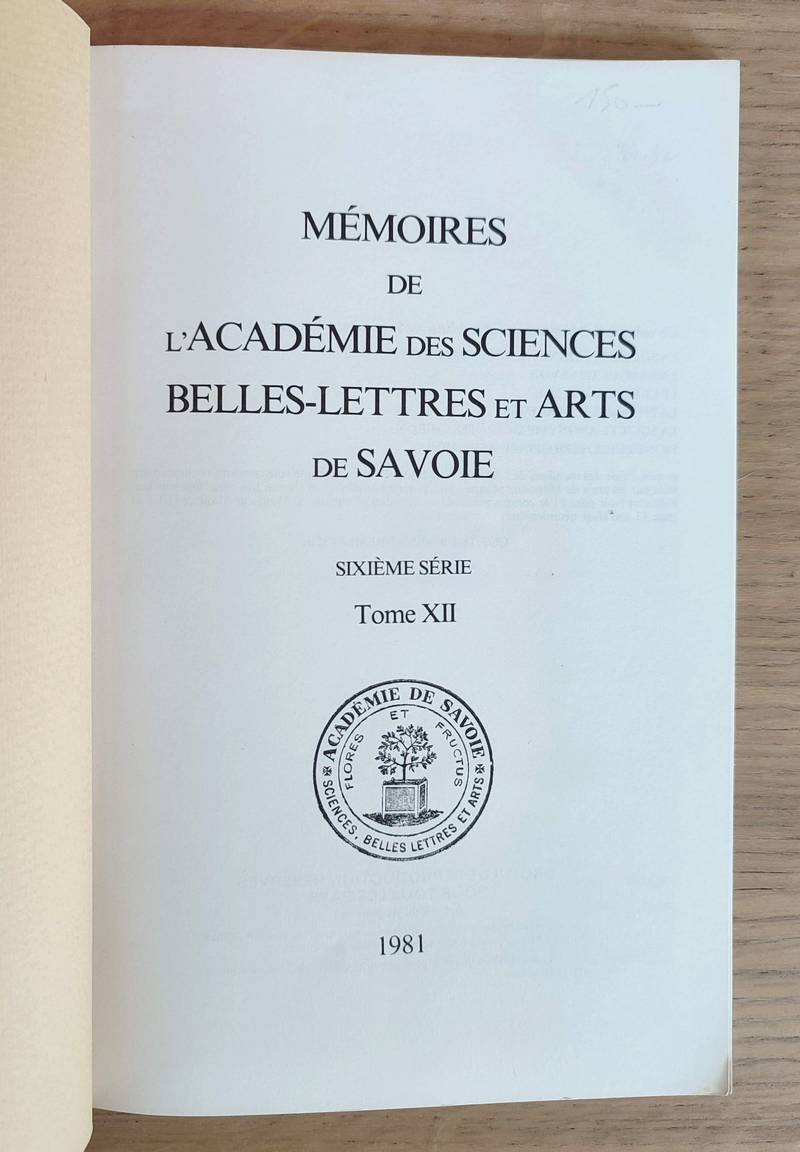 150—
MÉMOIRES
DE
L'ACADÉMIE DES SCIENCES
BELLES-LETTRES ET ARTS
DE SAVOIE
SIXIÈME SÉRIE
Tome XII
ACADÉMIE DE SAVOIE
SCIENCES, BELLES LETTRES ET ARTS
FLORES ET FRUCTUS
1981